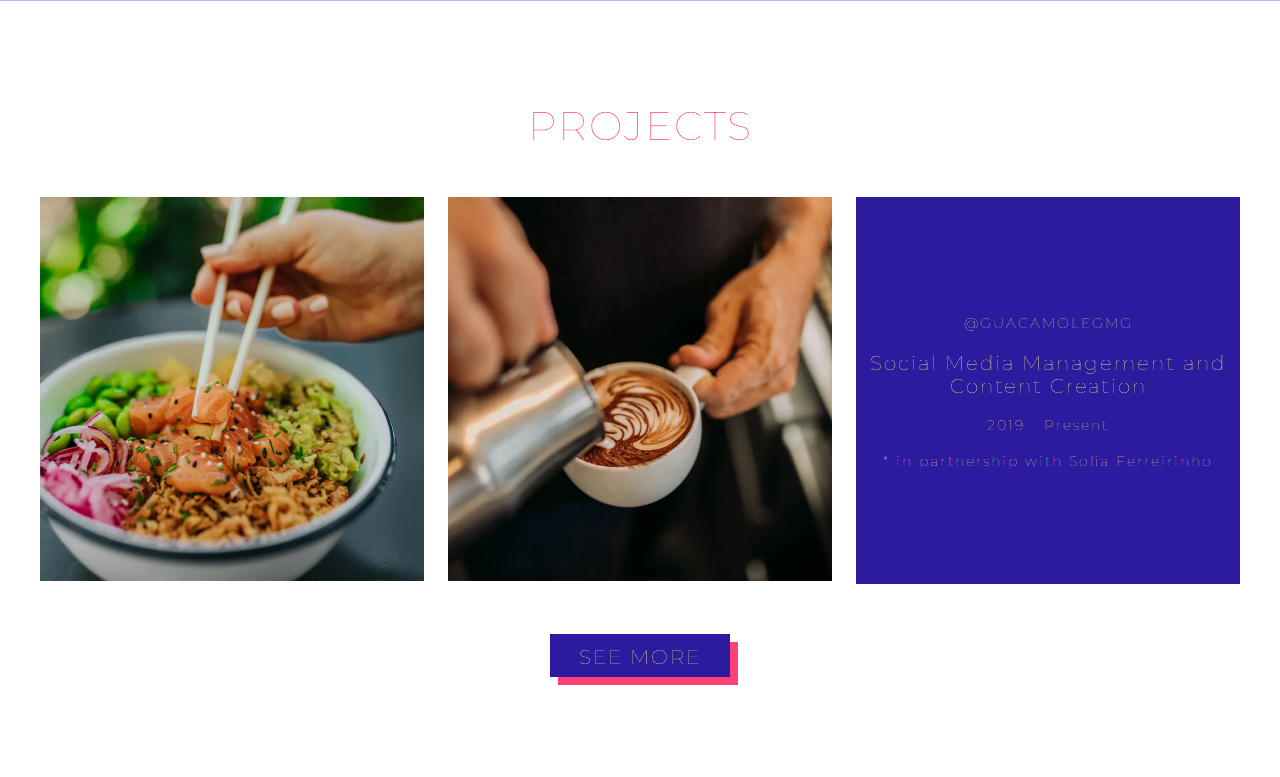 PROJECTS
@GUACAMOLEGMG
Social Media Management and
Content Creation
2019 Present
* in partnership with Sofia Ferreirinho
SEE MORE